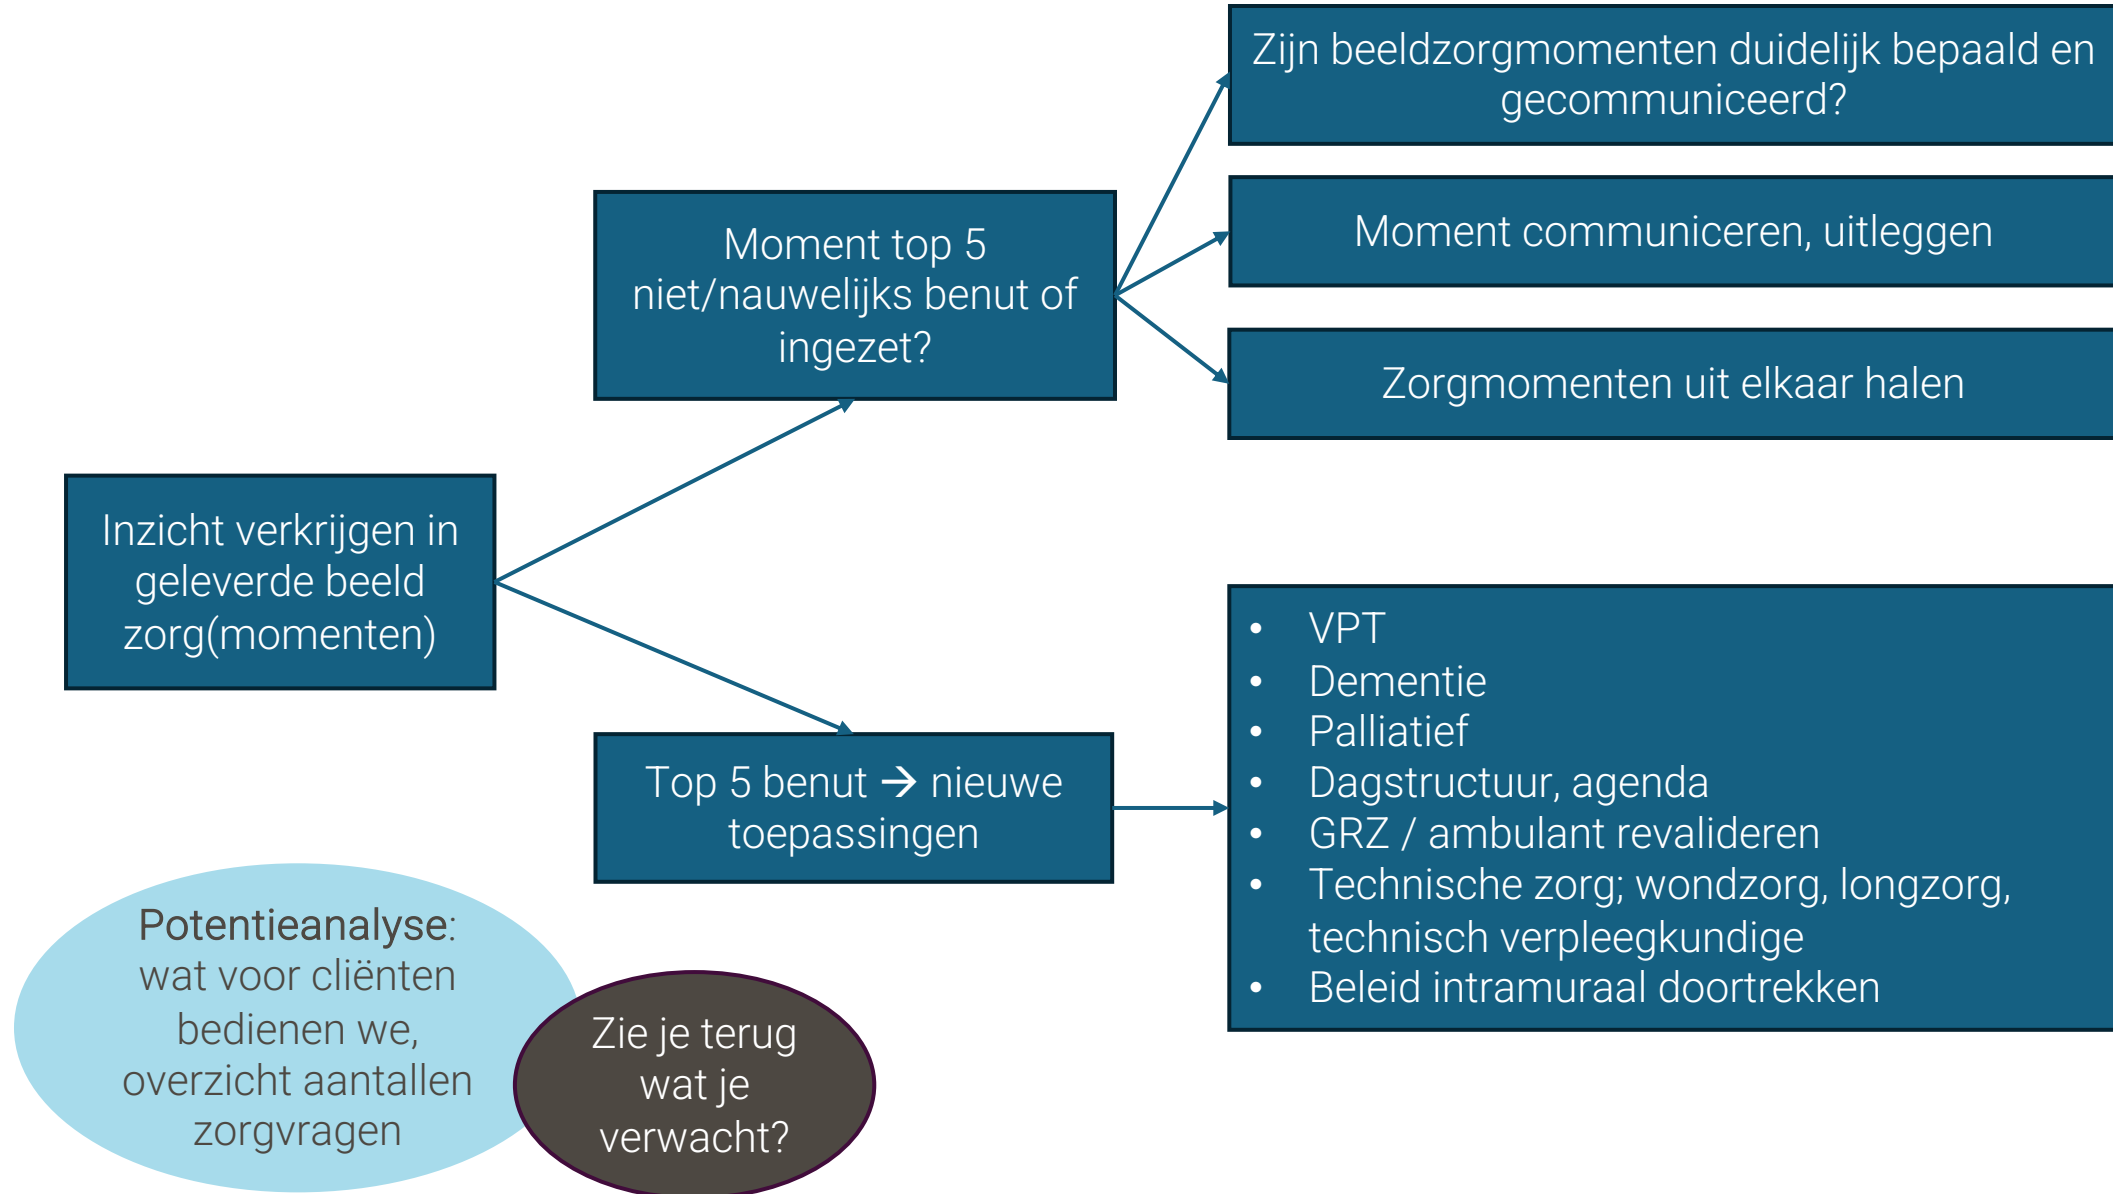 Zijn beeldzorgmomenten duidelijk bepaald en
gecommuniceerd?
Moment communiceren, uitleggen
Zorgmomenten uit elkaar halen
Moment top 5
niet/nauwelijks benut of
ingezet?
Inzicht verkrijgen in
geleverde beeld
zorg(momenten)
Top 5 benut → nieuwe
toepassingen
• VPT
• Dementie
• Palliatief
• Dagstructuur, agenda
• GRZ / ambulant revalideren
• Technische zorg; wondzorg, longzorg,
technisch verpleegkundige
• Beleid intramuraal doortrekken
Potentieanalyse:
wat voor cliënten
bedienen we,
overzicht aantallen
zorgvragen
Zie je terug
wat je
verwacht?